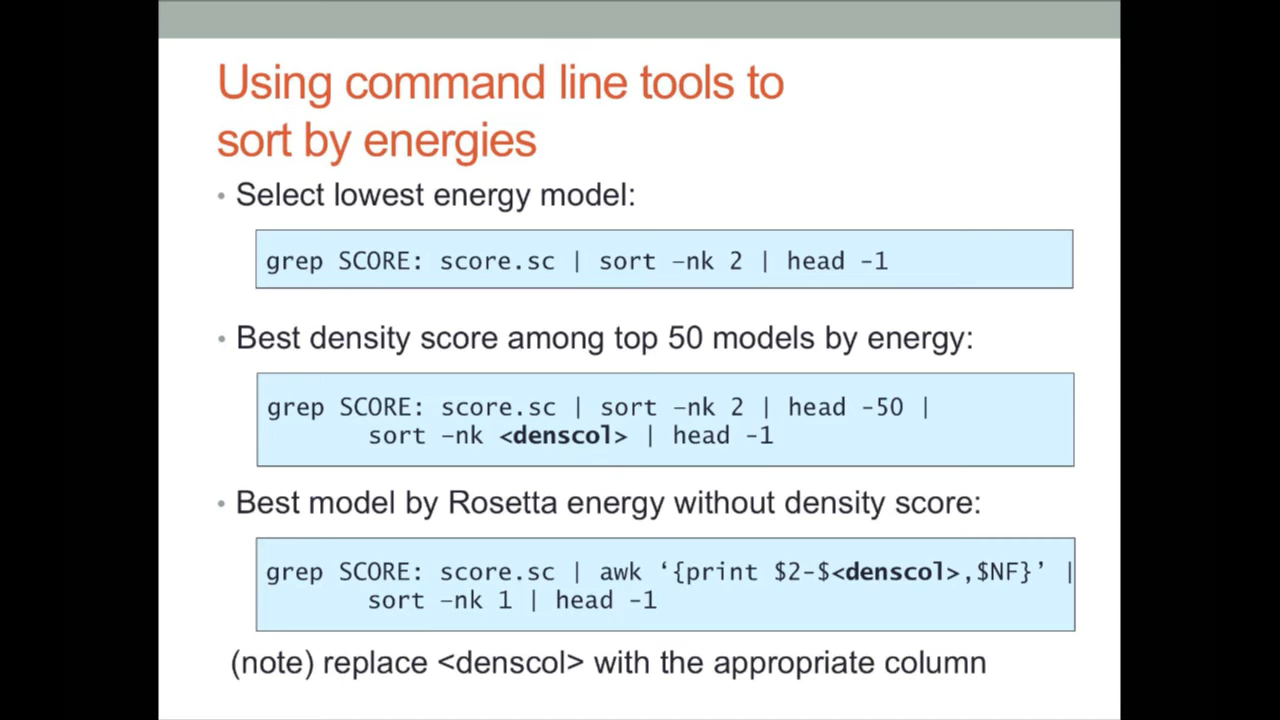 Using command line tools to
sort by energies
• Select lowest energy model:
grep SCORE: score.sc | sort –nk 2 | head -1
• Best density score among top 50 models by energy:
grep SCORE: score.sc | sort –nk 2 | head -50 |
sort –nk <denscol> | head -1
• Best model by Rosetta energy without density score:
grep SCORE: score.sc | awk ‘{print $2-$<denscol>,$NF}’ |
sort –nk 1 | head -1
(note) replace <denscol> with the appropriate column